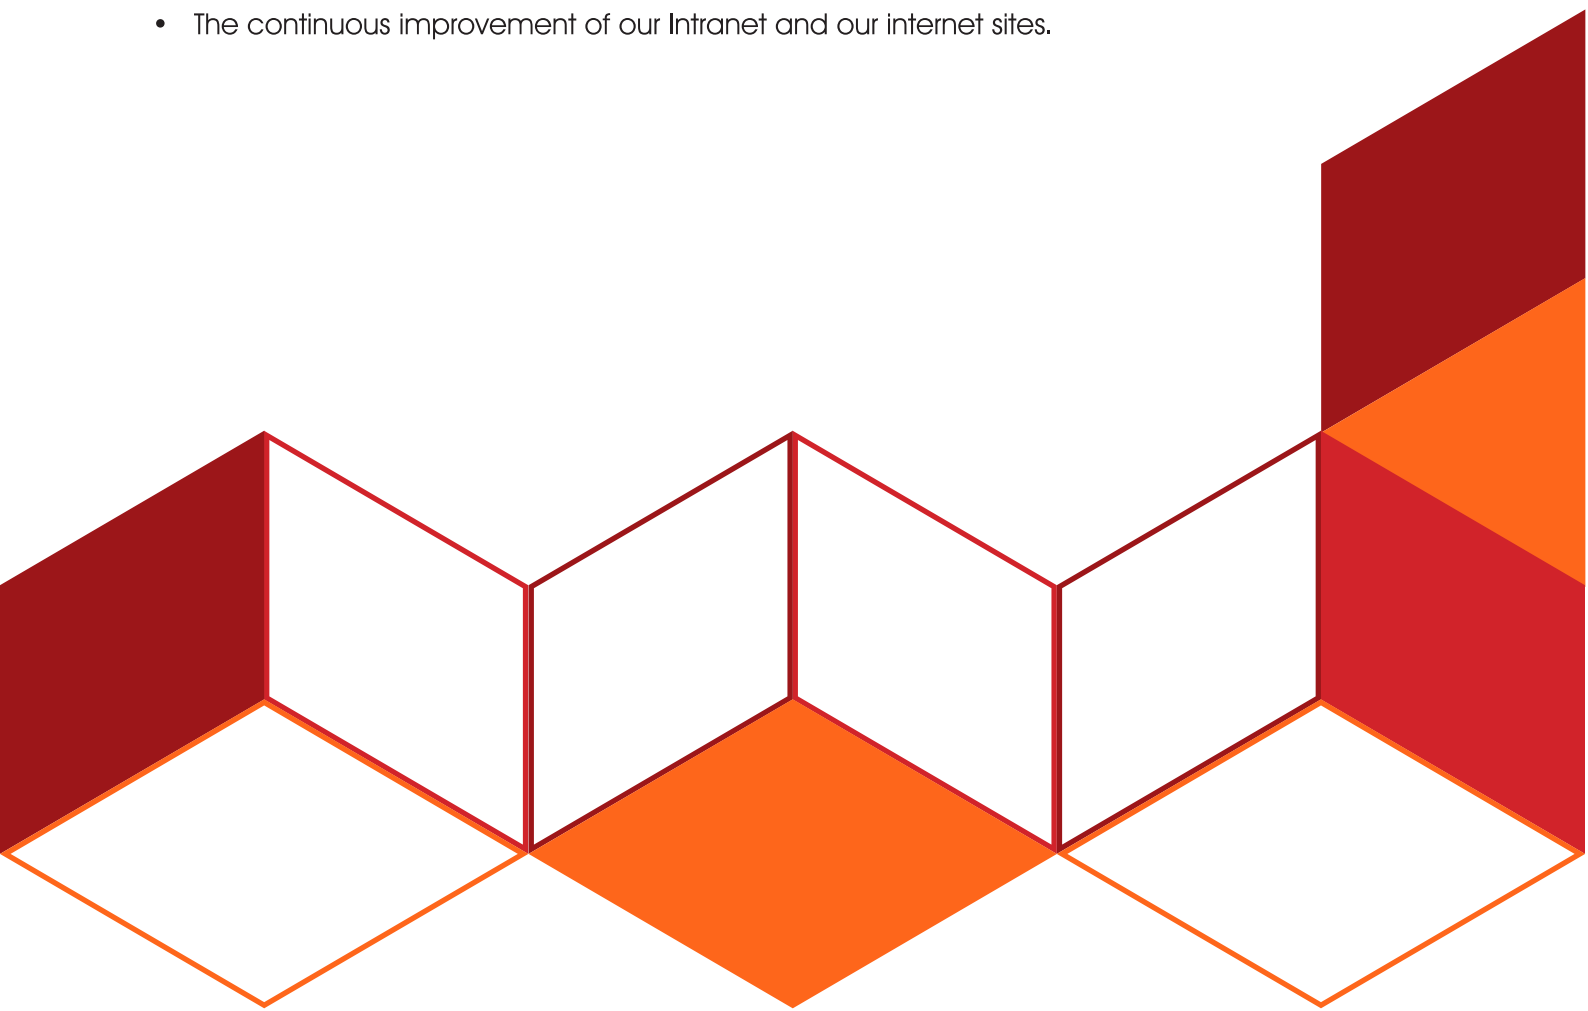 • The continuous improvement of our Intranet and our internet sites.